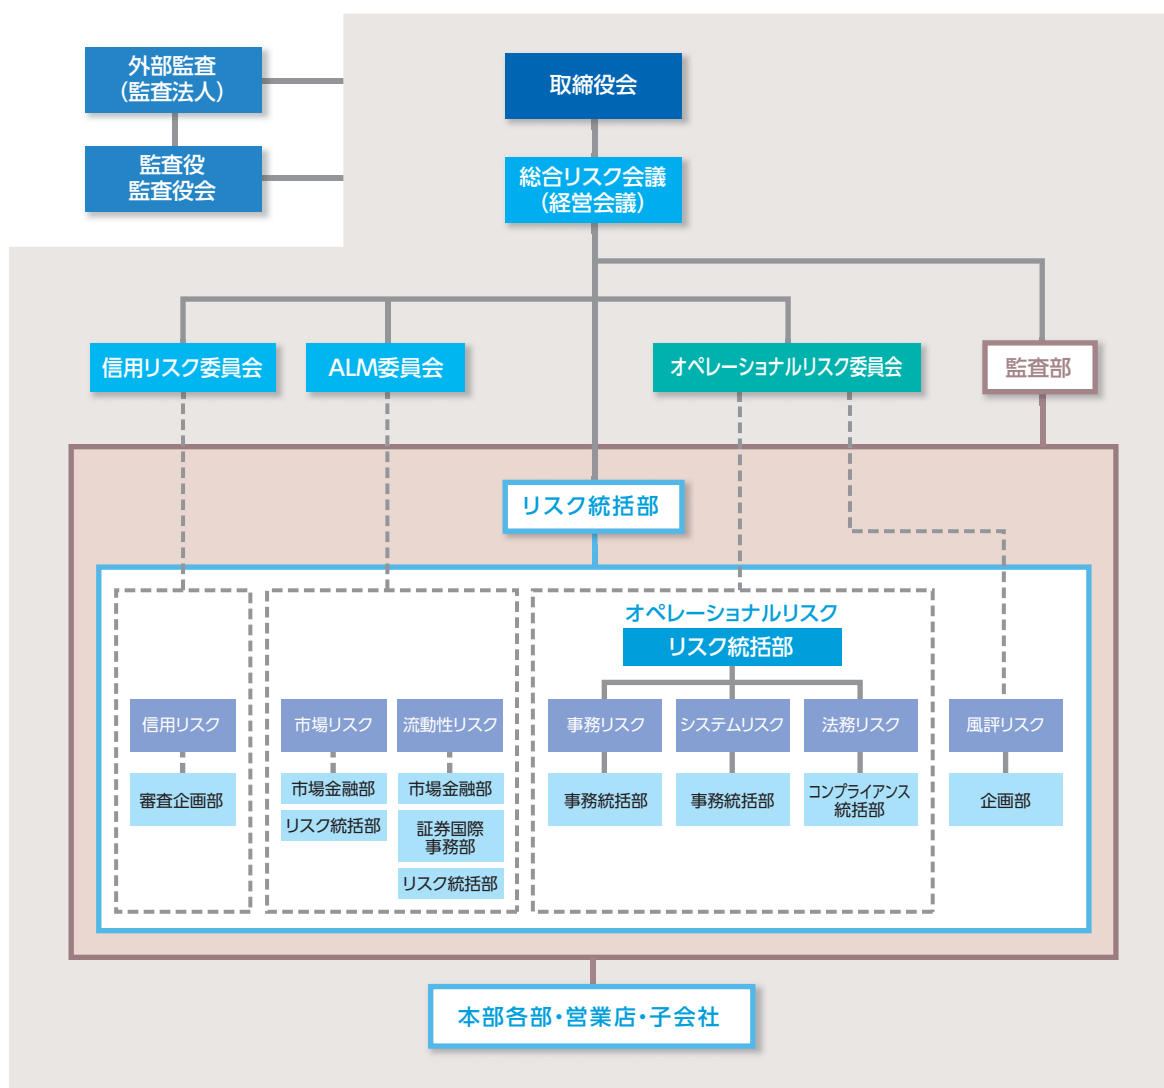 外部監査
（監査法人）
監査役
監査役会
取締役会
総合リスク会議
（経営会議）
信用リスク委員会
ALM委員会
オペレーショナルリスク委員会
監査部
リスク統括部
オペレーショナルリスク
リスク統括部
信用リスク
市場リスク
流動性リスク
事務リスク
システムリスク
法務リスク
風評リスク
審査企画部
市場金融部
リスク統括部
市場金融部
証券国際
事務部
リスク統括部
事務統括部
事務統括部
コンプライアンス
統括部
企画部
本部各部・営業店・子会社